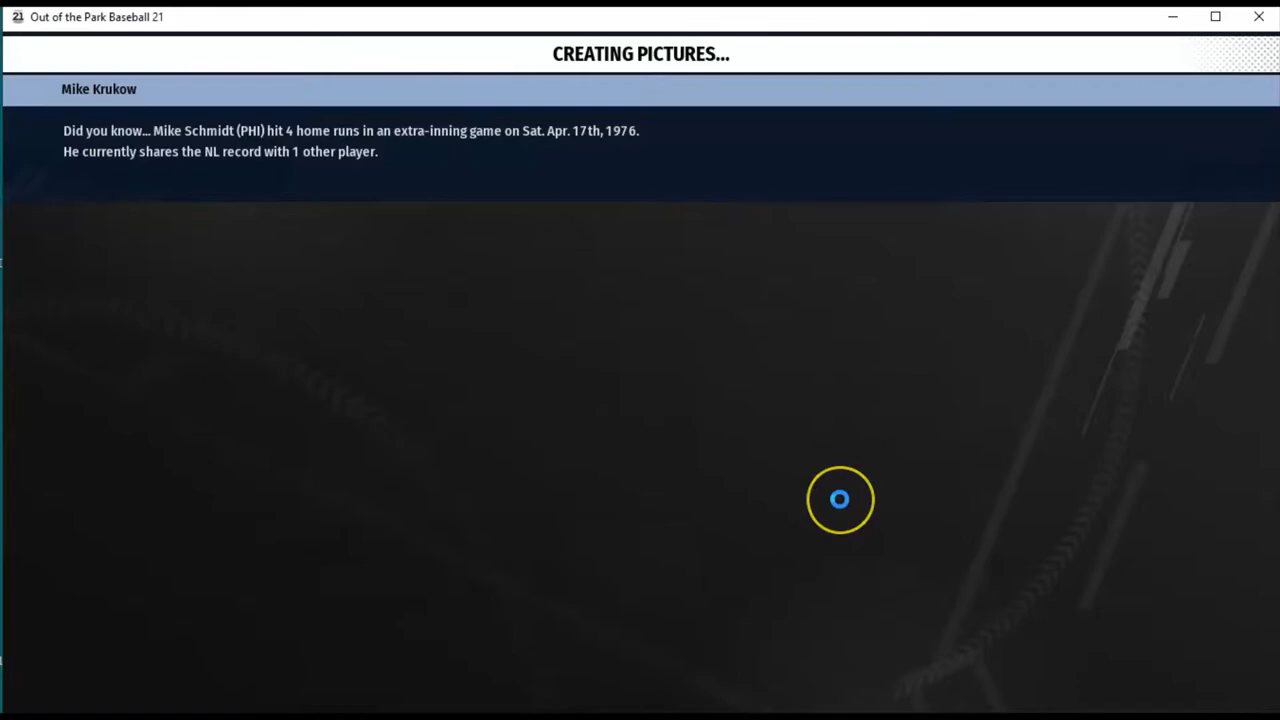 21 Out of the Park Baseball 21
CREATING PICTURES...
Mike Krukow
Did you know... Mike Schmidt (PHI) hit 4 home runs in an extra-inning game on Sat. Apr. 17th, 1976.
He currently shares the NL record with 1 other player.